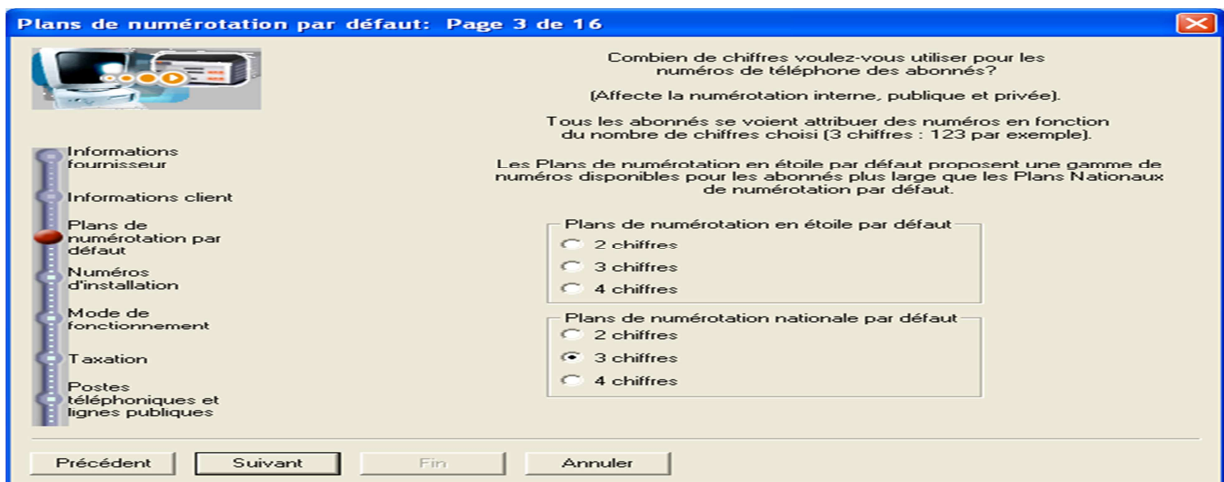 Plans de numérotation par défaut: Page 3 de 16
Combien de chiffres voulez-vous utiliser pour les
numéros de téléphone des abonnés?
(Affecte la numérotation interne, publique et privée).
Tous les abonnés se voient attribuer des numéros en fonction
du nombre de chiffres choisi (3 chiffres : 123 par exemple).
Les Plans de numérotation en étoile par défaut proposent une gamme de
numéros disponibles pour les abonnés plus large que les Plans Nationaux
de numérotation par défaut.
Informations
fournisseur
Informations client
Plans de
numérotation par
défaut
Numéros
d'installation
Mode de
fonctionnement
Taxation
Postes
téléphoniques et
lignes publiques
Plans de numérotation en étoile par défaut
2 chiffres
3 chiffres
4 chiffres
Plans de numérotation nationale par défaut
2 chiffres
3 chiffres
4 chiffres
Précédent
Suivant
Fin
Annuler